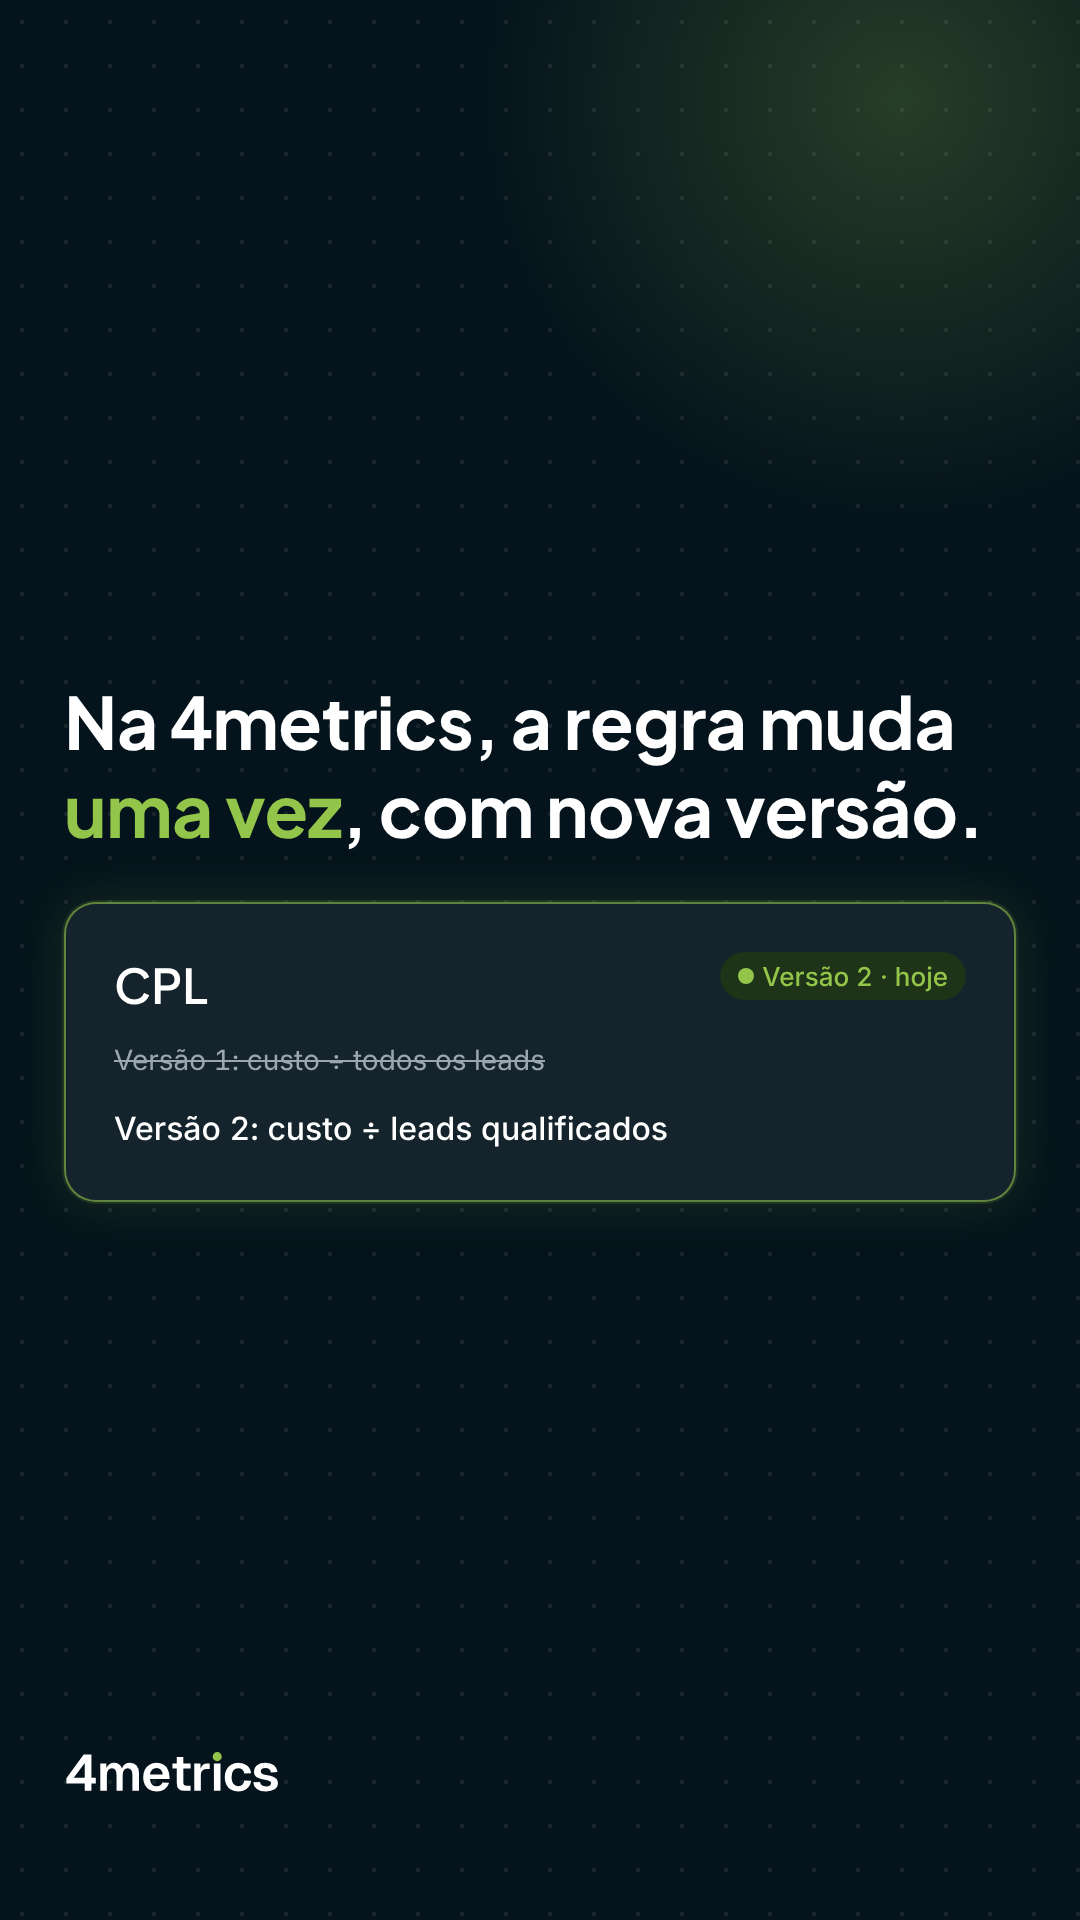 Na 4metrics, a regra muda
uma vez, com nova versão.
CPL
Versão 2 · hoje
Versão 1: custo ÷ todos os leads
Versão 2: custo ÷ leads qualificados
4metrics